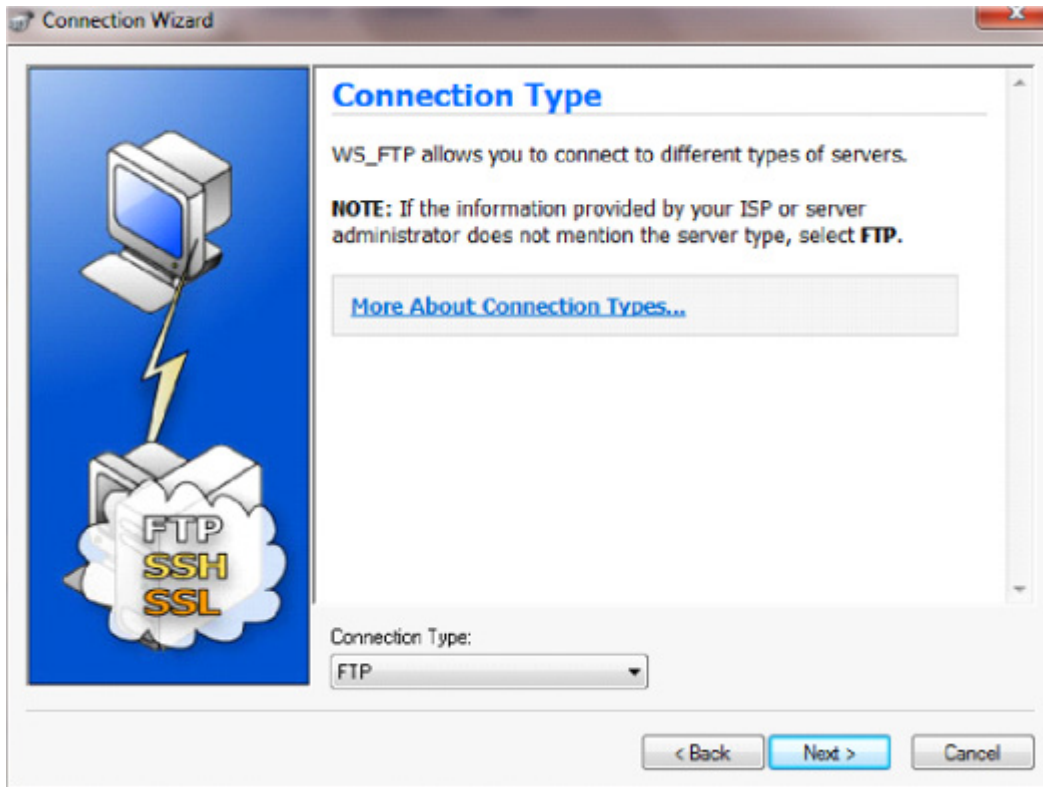 Connection Wizard
Connection Type
WS_FTP allows you to connect to different types of servers.
NOTE: If the information provided by your ISP or server
administrator does not mention the server type, select FTP.
More About Connection Types...
FTP
SSH
SSL
Connection Type:
FTP
< Back Next > Cancel